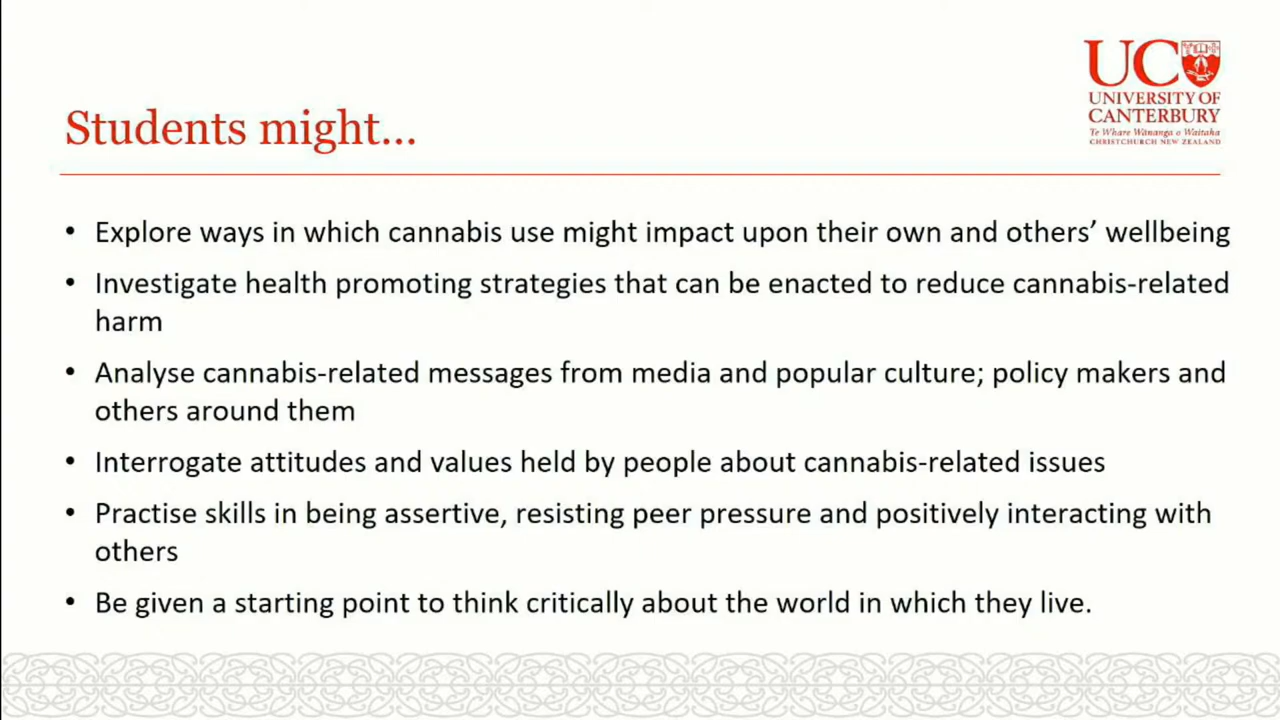 UC
UNIVERSITY OF
CANTERBURY
Te Whare Wānanga o Waitaha
CHRISTCHURCH NEW ZEALAND
Students might...
• Explore ways in which cannabis use might impact upon their own and others’ wellbeing
• Investigate health promoting strategies that can be enacted to reduce cannabis-related
harm
• Analyse cannabis-related messages from media and popular culture; policy makers and
others around them
• Interrogate attitudes and values held by people about cannabis-related issues
• Practise skills in being assertive, resisting peer pressure and positively interacting with
others
• Be given a starting point to think critically about the world in which they live.